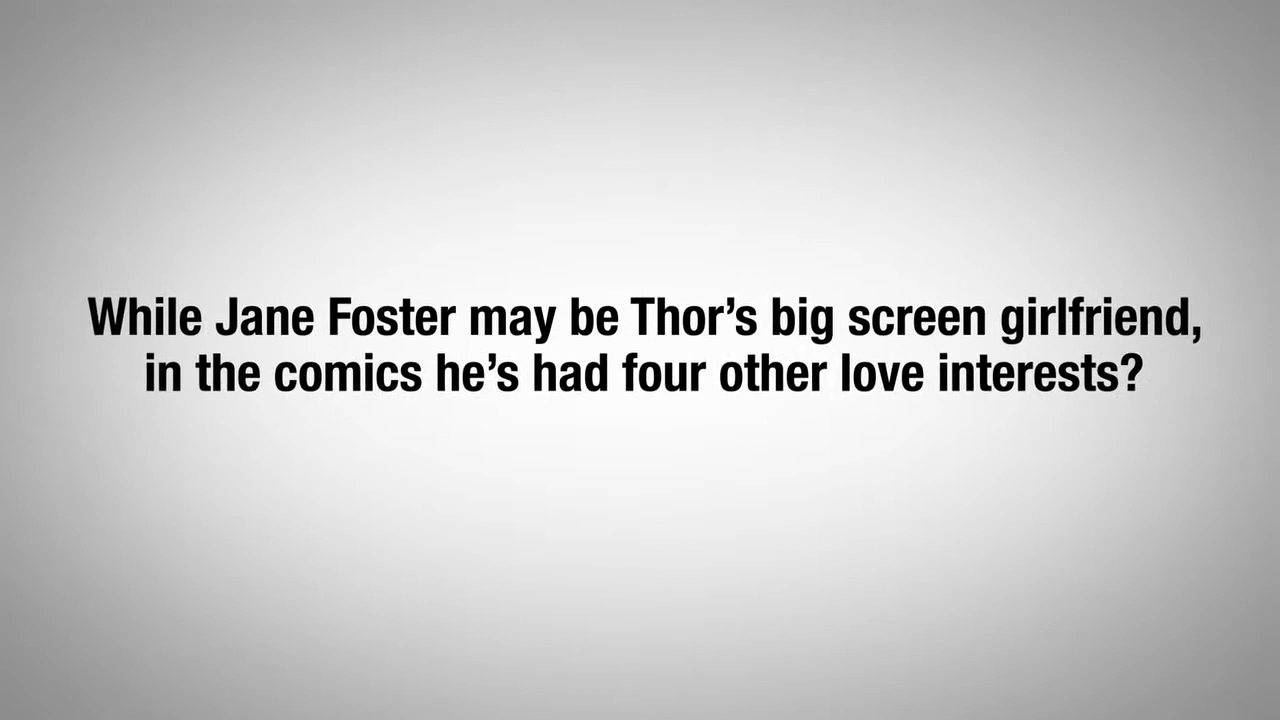 While Jane Foster may be Thor’s big screen girlfriend,
in the comics he’s had four other love interests?